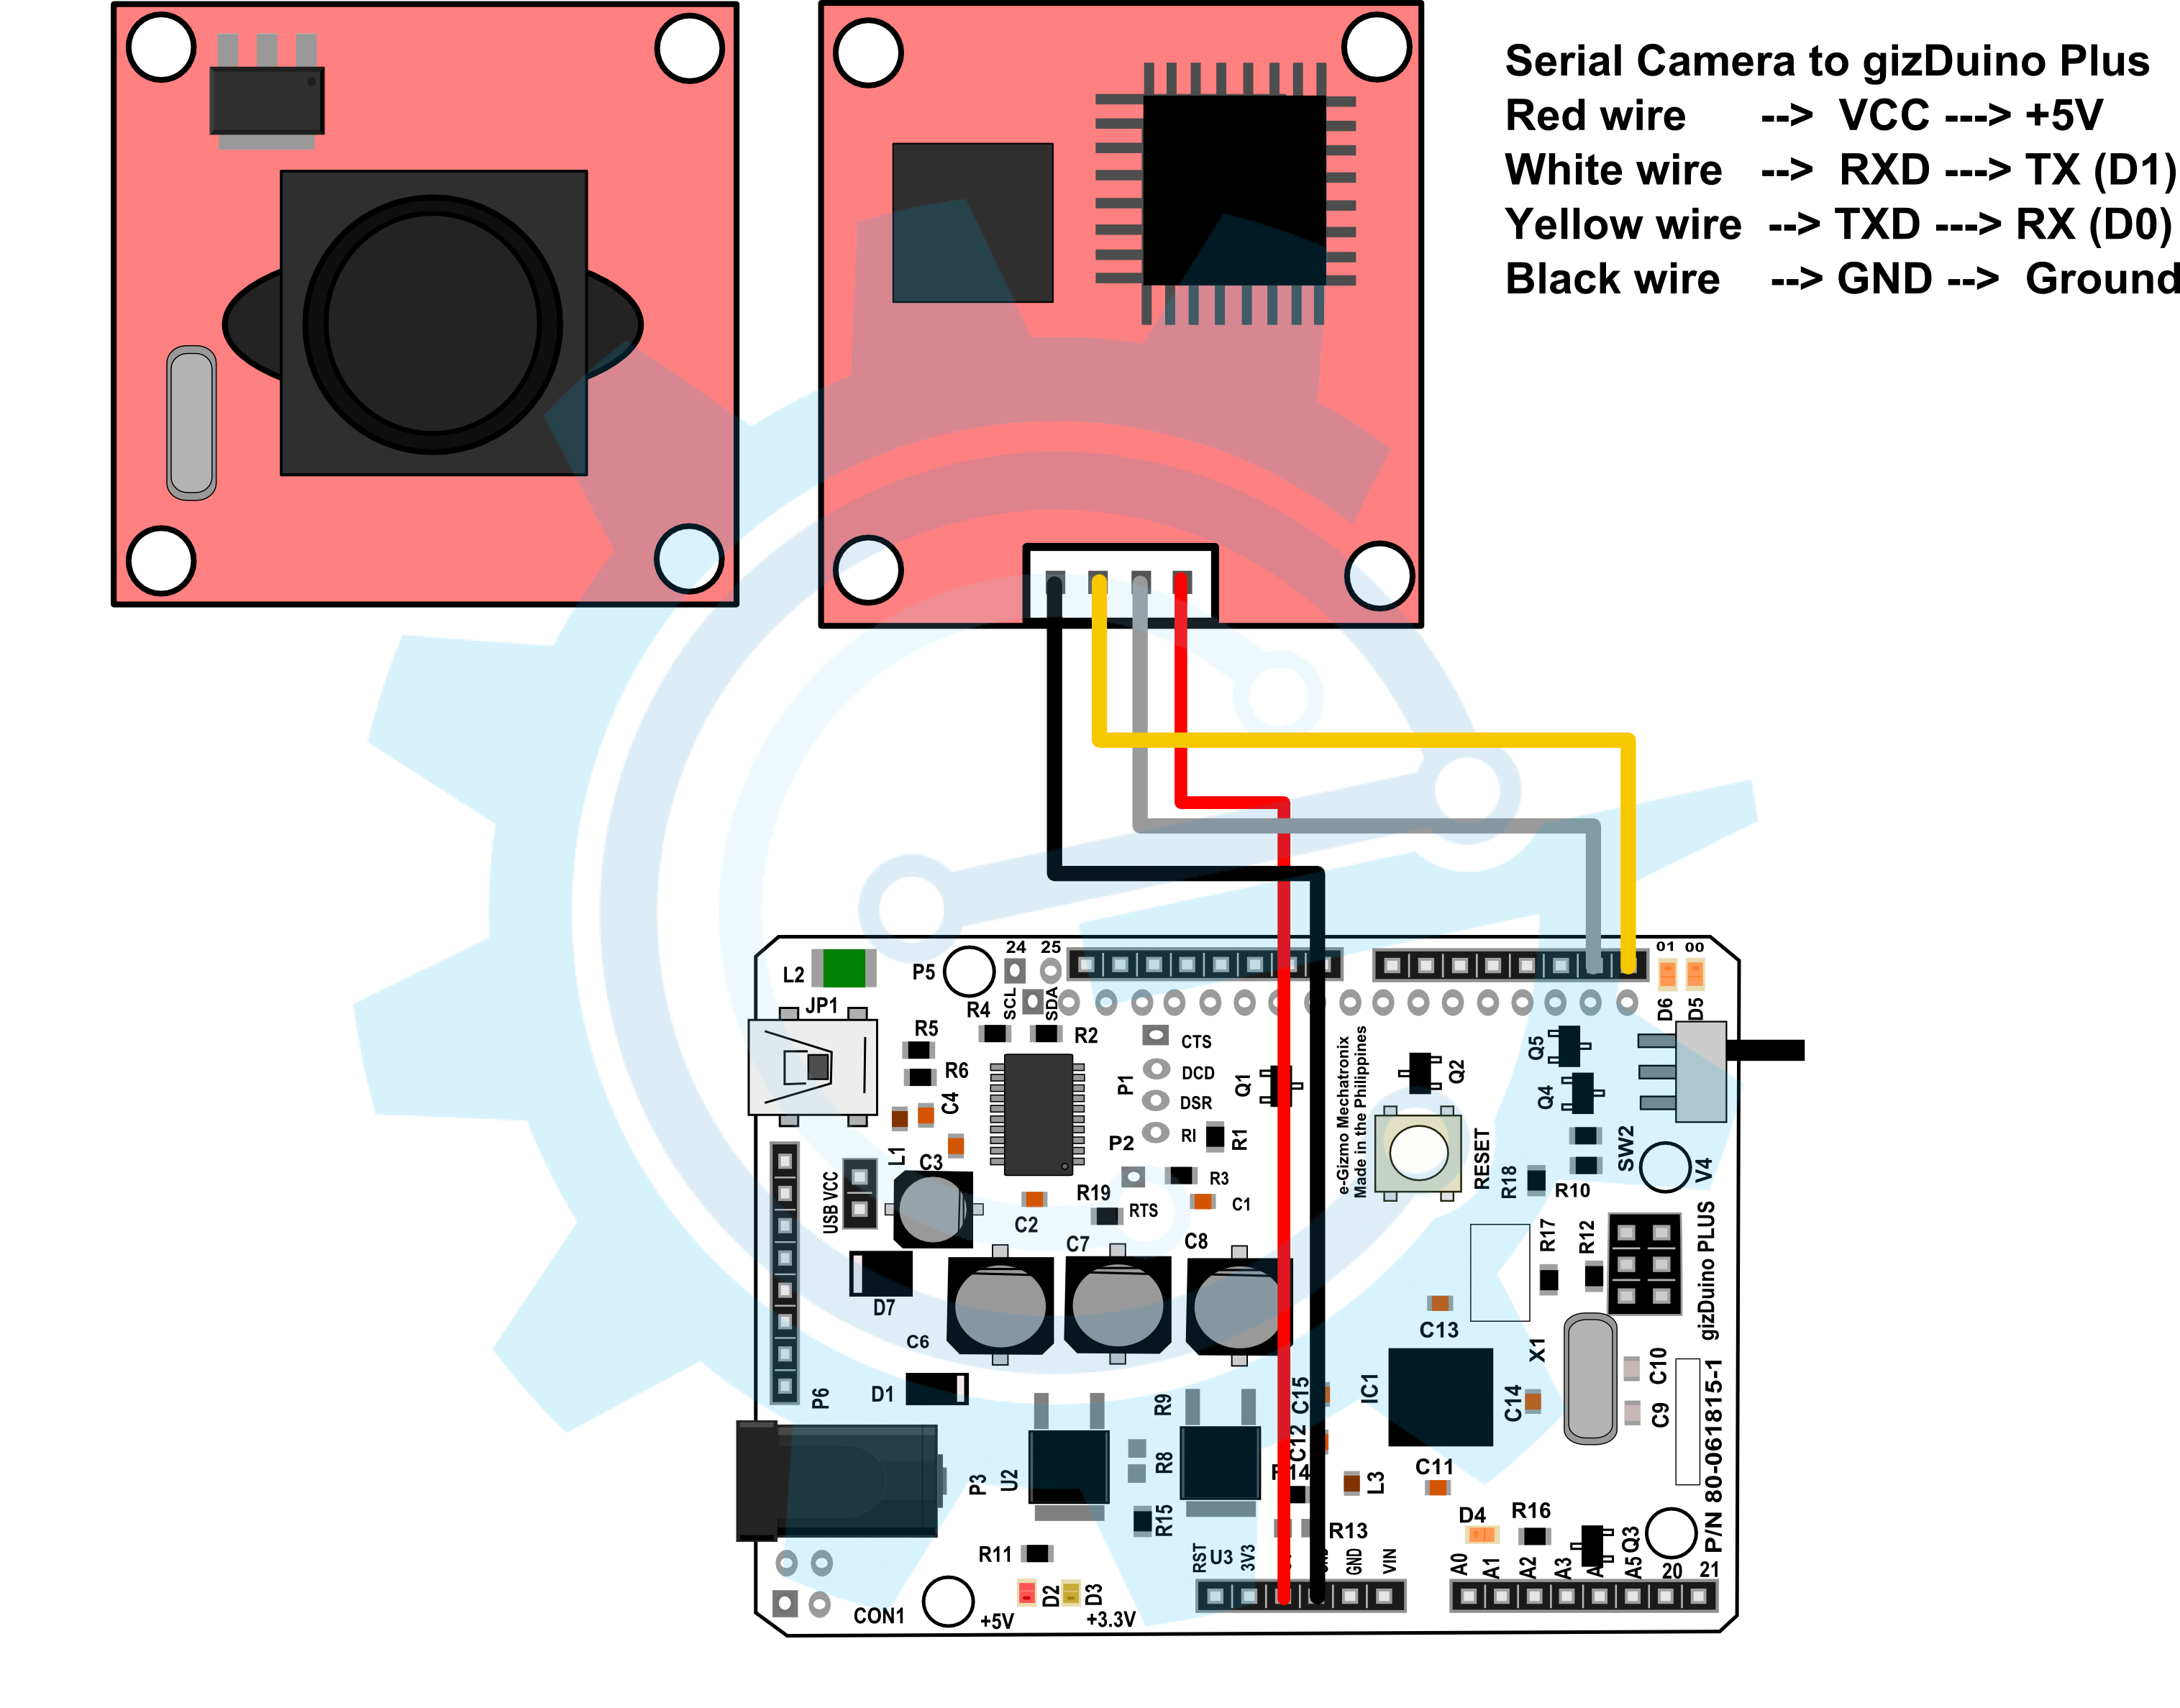 Serial Camera to gizDuino Plus
Red wire --> VCC ---> +5V
White wire --> RXD ---> TX (D1)
Yellow wire --> TXD ---> RX (D0)
Black wire --> GND --> Ground
24 25
01 00
L2
P5
JP1
SCL
SDA
D6
D5
R4
R2
R5
R6
C4
CTS
DCD
DSR
RI
P1
P2
Q1
R1
e-Gizmo Mechatronix
Made in the Philippines
Q2
Q5
Q4
RESET
SW2
V4
R18
R10
L1
C3
USB VCC
R19
R3
RTS
C1
C2
C7
C8
R17
R12
gizDuino PLUS
D7
C6
C13
X1
C10
D1
P6
R9
C15
IC1
C14
C9
P/N 80-061815-1
P3
U2
R8
C12
L3
C11
R15
R13
D4
R16
Q3
R11
RST
U3
3V3
GND
VIN
A0
A1
A2
A3
A5
20
21
CON1
D2
D3
+5V
+3.3V